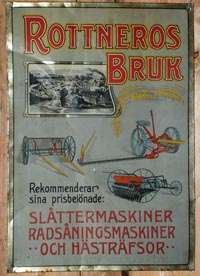 ROTTNEROS
BRUK
Rekommenderar
sina prisbelönade:
SLÅTTERMASKINER
RADSÅNINGSMASKINER
·· OCH HÄSTRÄFSOR ··